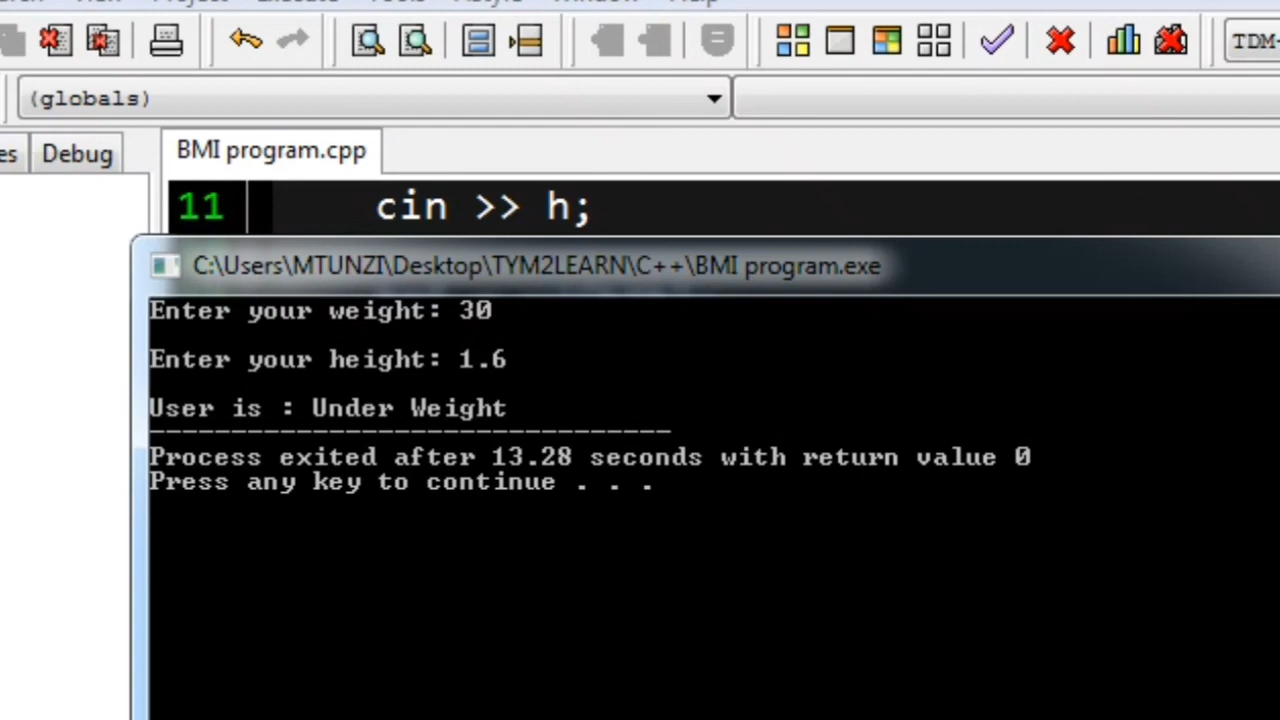 TDM-
(globals)
es Debug BMI program.cpp
11 cin >> h;
C:\Users\MTUNZI\Desktop\TYM2LEARN\C++\BMI program.exe
Enter your weight: 30
Enter your height: 1.6
User is : Under Weight
--------------------------------
Process exited after 13.28 seconds with return value 0
Press any key to continue . . .